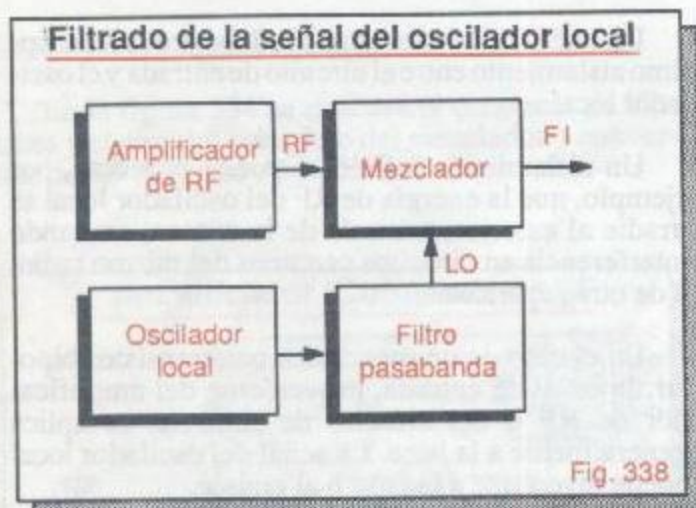 Filtrado de la señal del oscilador local
Amplificador
de RF
RF
Mezclador
FI
LO
Oscilador
local
Filtro
pasabanda
Fig. 338